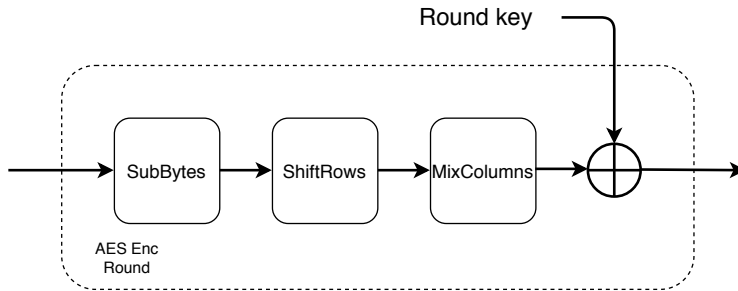 Round key
SubBytes
ShiftRows
MixColumns
AES Enc
Round